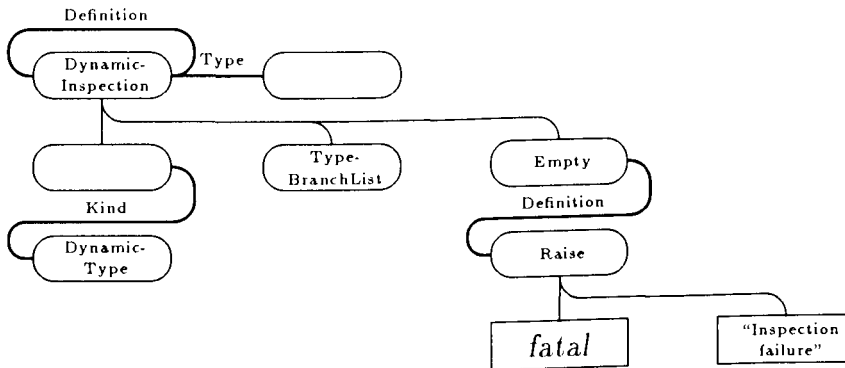 Definition
Dynamic-
Inspection
Type
Type-
BranchList
Empty
Kind
Definition
Dynamic-
Type
Raise
fatal
“Inspection
failure”